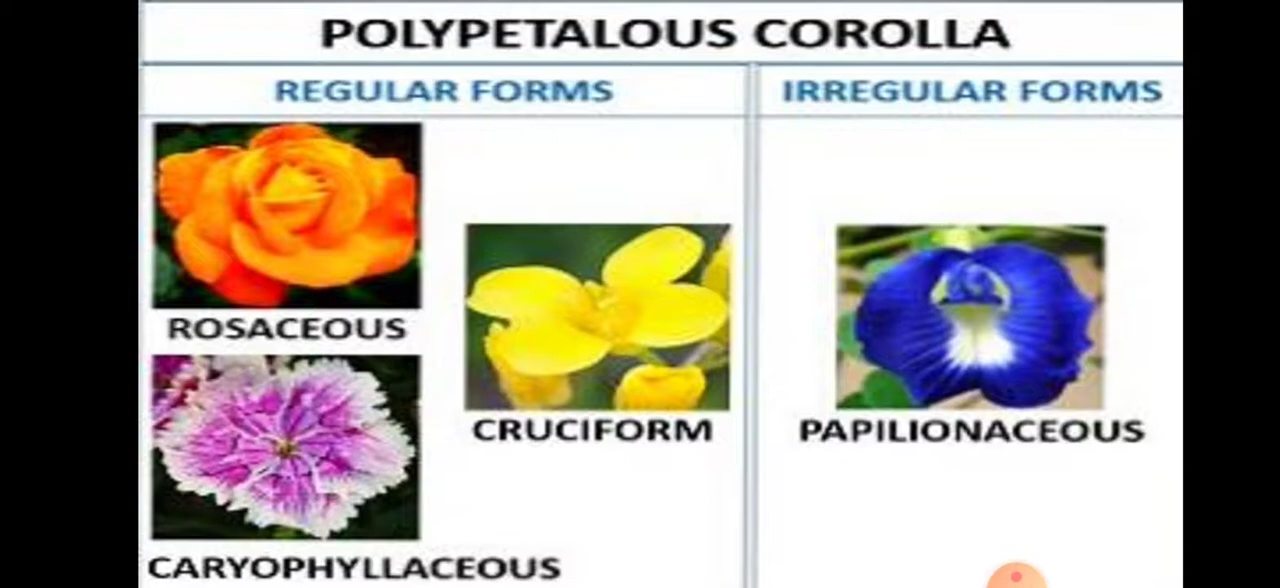 POLYPETALOUS COROLLA
REGULAR FORMS
IRREGULAR FORMS
ROSACEOUS
CRUCIFORM
PAPILIONACEOUS
CARYOPHYLLACEOUS